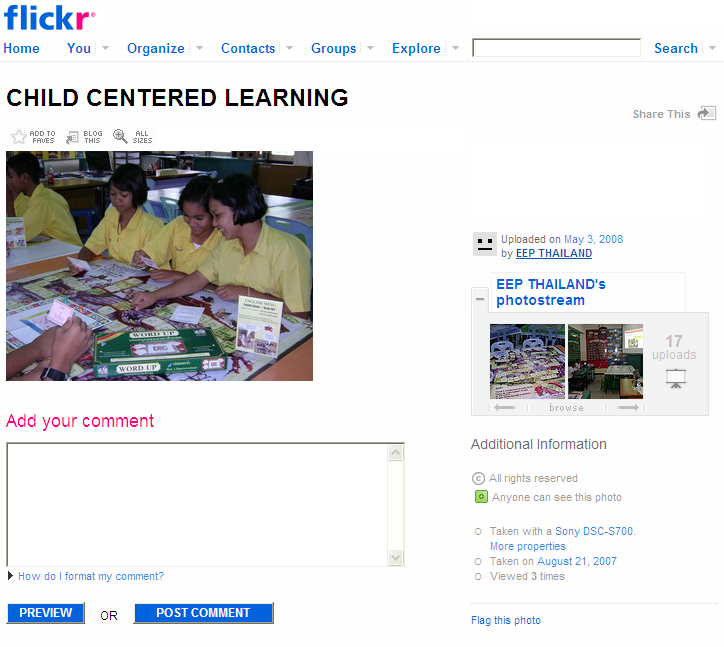 flickr
Home You Organize Contacts Groups Explore Search
CHILD CENTERED LEARNING
Share This
ADD TO FAVES BLOG THIS ALL SIZES
ENGLISH MENU
WORD UP
WORD UP
Uploaded on May 3, 2008
by EEP THAILAND
EEP THAILAND's
photostream
17
uploads
browse
Add your comment
How do I format my comment?
PREVIEW OR POST COMMENT
Additional Information
© All rights reserved
Anyone can see this photo
Taken with a Sony DSC-S700.
More properties
Taken on August 21, 2007
Viewed 3 times
Flag this photo